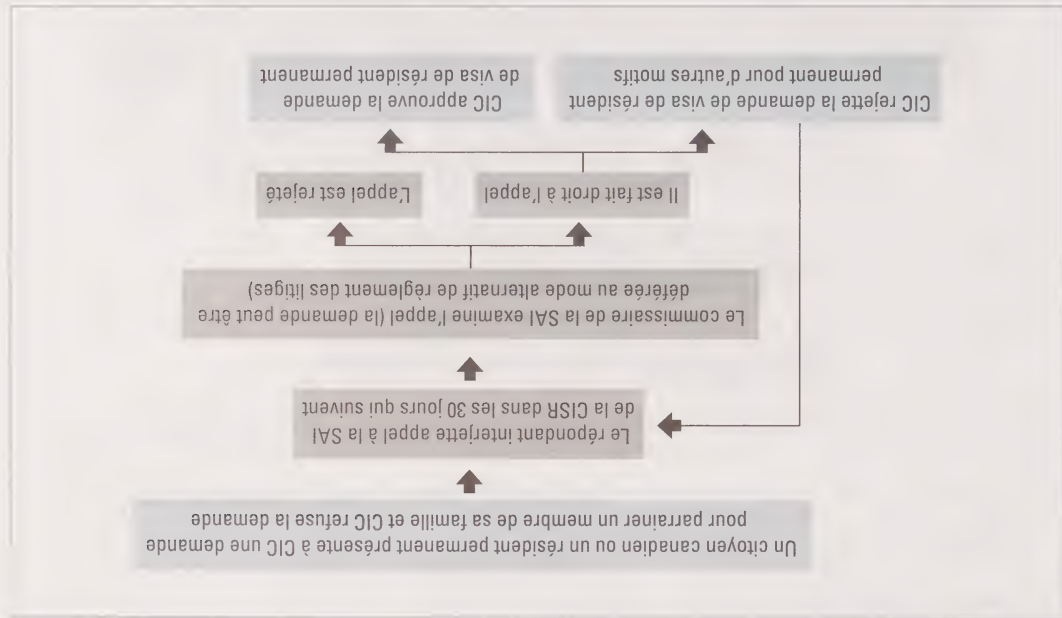 Un citoyen canadien ou un résident permanent présente à CIC une demande
pour parrainer un membre de sa famille et CIC refuse la demande
Le répondant interjette appel à la SAI
de la CISR dans les 30 jours qui suivent
Le commissaire de la SAI examine l'appel (la demande peut être
déférée au mode alternatif de règlement des litiges)
Il est fait droit à l'appel
L'appel est rejeté
CIC rejette la demande de visa de résident
permanent pour d'autres motifs
CIC approuve la demande
de visa de résident permanent